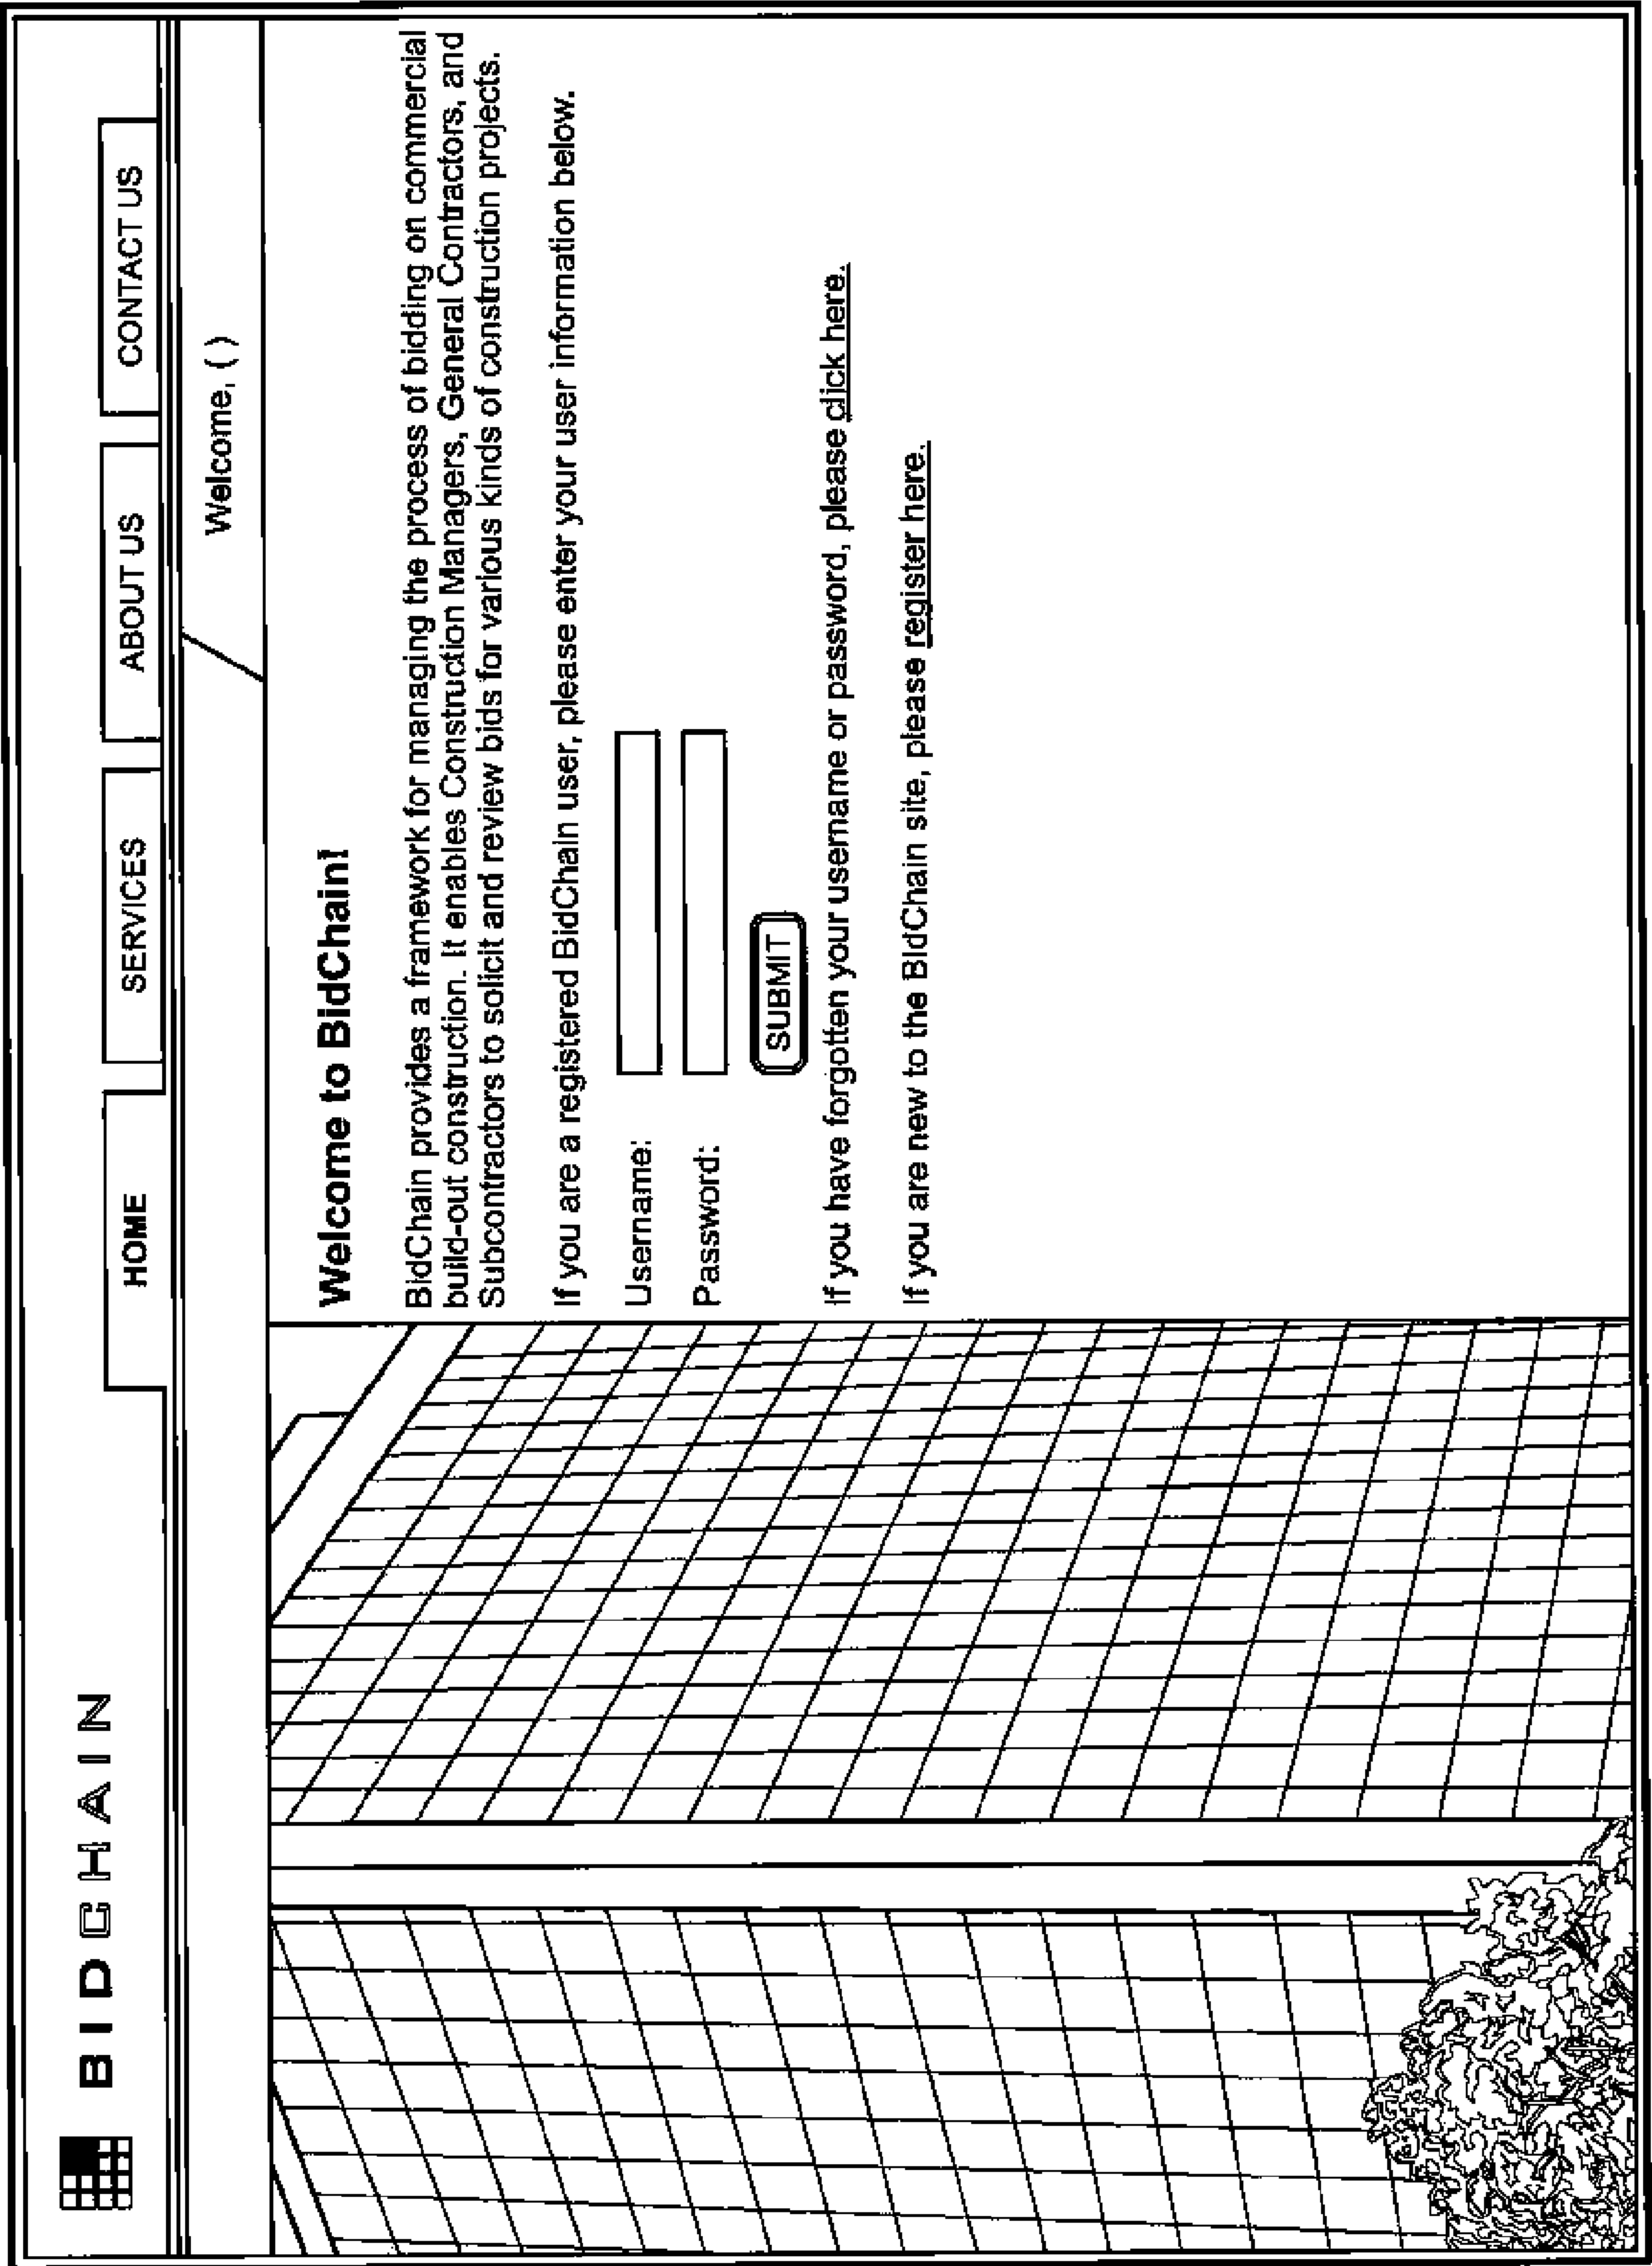 BIDCHAIN
HOME
SERVICES
ABOUT US
CONTACT US
Welcome, ( )
Welcome to BidChain!
BidChain provides a framework for managing the process of bidding on commercial
build-out construction. It enables Construction Managers, General Contractors, and
Subcontractors to solicit and review bids for various kinds of construction projects.
If you are a registered BidChain user, please enter your user information below.
Username:
Password:
SUBMIT
If you have forgotten your username or password, please click here.
If you are new to the BidChain site, please register here.